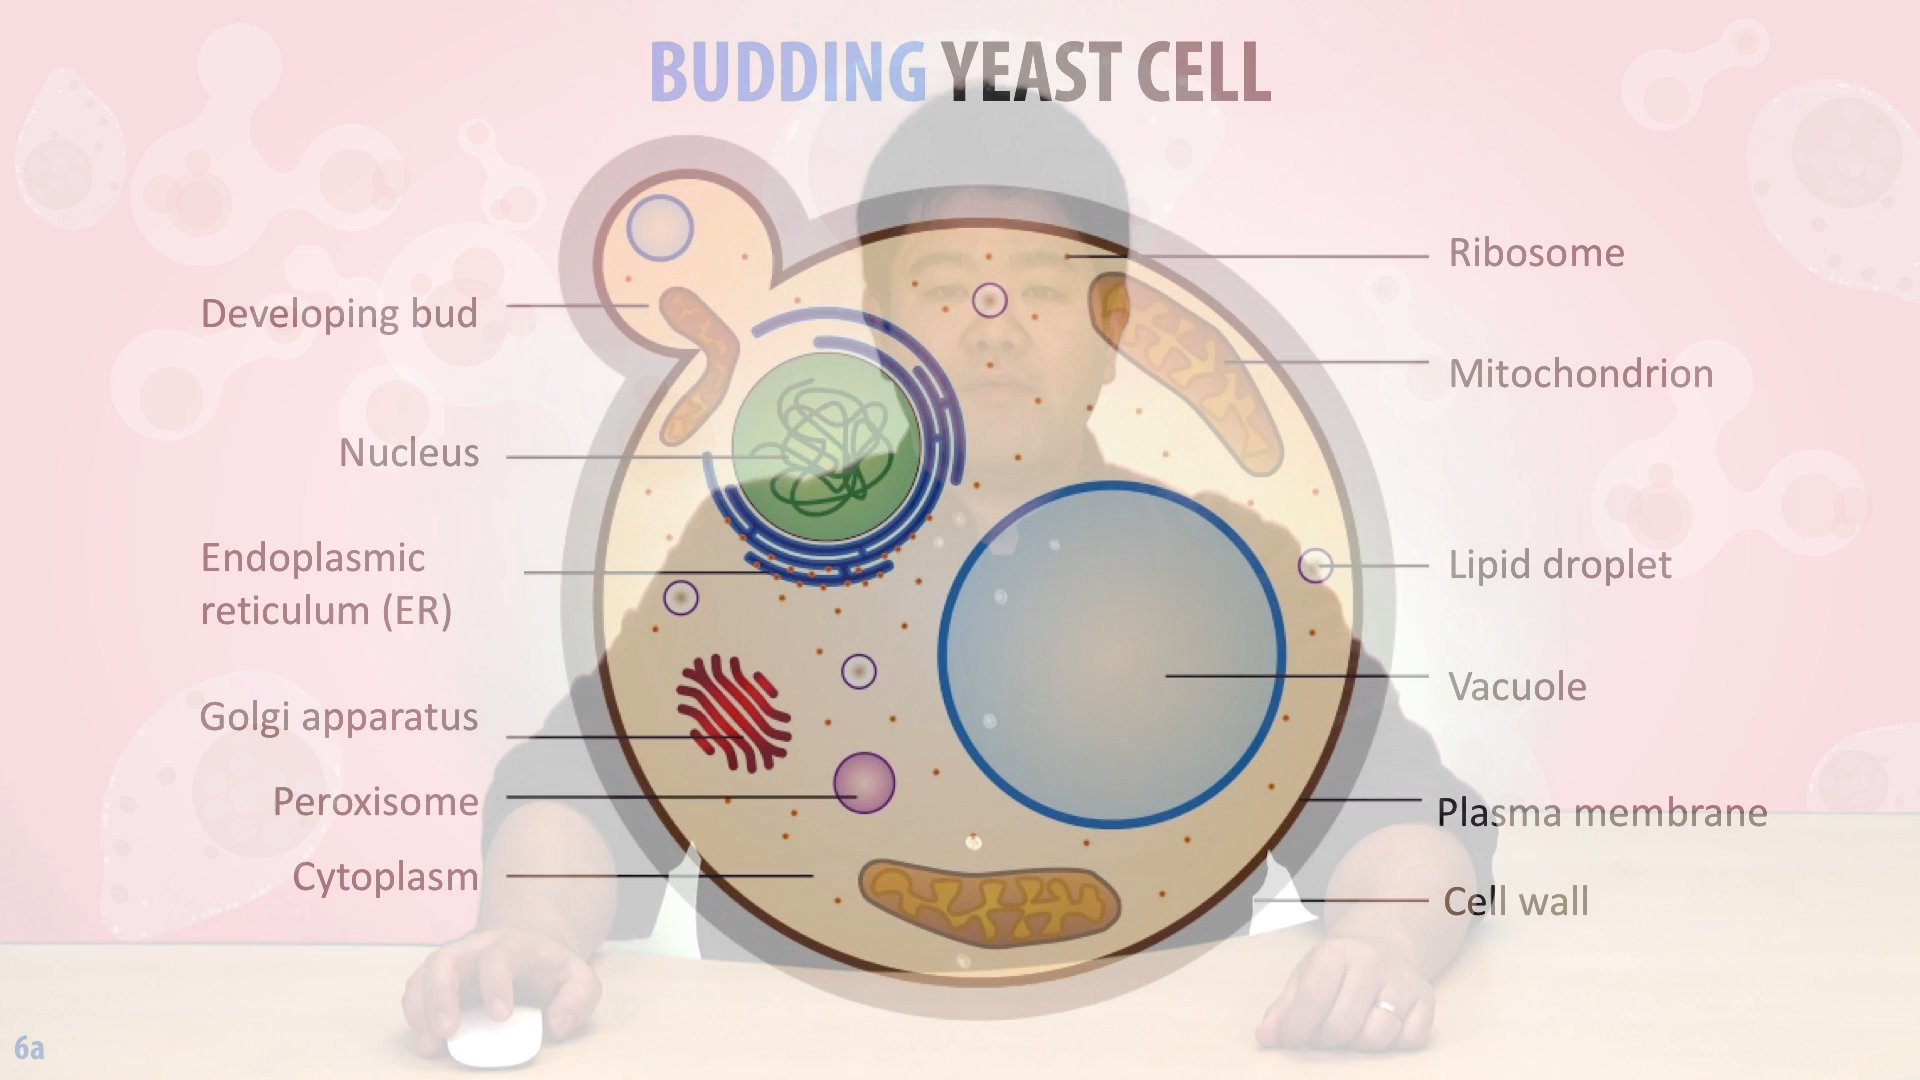 BUDDING YEAST CELL
Developing bud
Nucleus
Endoplasmic
reticulum (ER)
Golgi apparatus
Peroxisome
Cytoplasm
Ribosome
Mitochondrion
Lipid droplet
Vacuole
Plasma membrane
Cell wall
6a